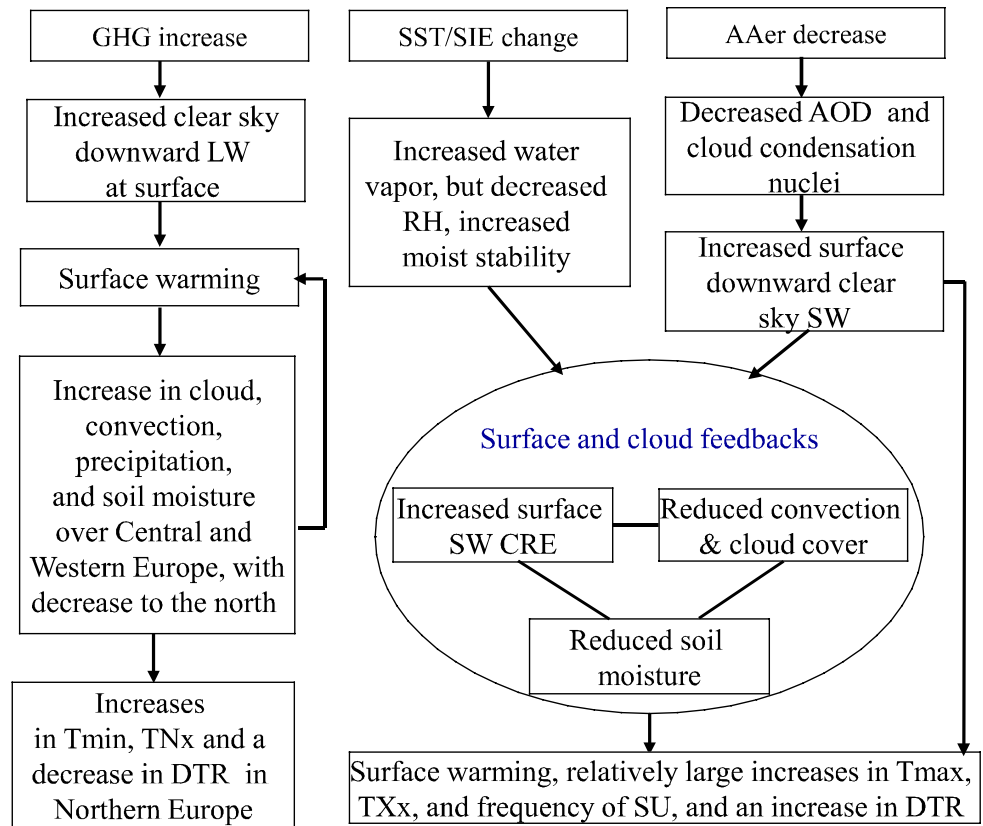 GHG increase
Increased clear sky
downward LW
at surface
Surface warming
Increase in cloud,
convection,
precipitation,
and soil moisture
over Central and
Western Europe, with
decrease to the north
Increases
in Tmin, TNx and a
decrease in DTR in
Northern Europe
SST/SIE change
Increased water
vapor, but decreased
RH, increased
moist stability
AAer decrease
Decreased AOD and
cloud condensation
nuclei
Increased surface
downward clear
sky SW
Surface and cloud feedbacks
Increased surface
SW CRE
Reduced convection
& cloud cover
Reduced soil
moisture
Surface warming, relatively large increases in Tmax,
TXx, and frequency of SU, and an increase in DTR